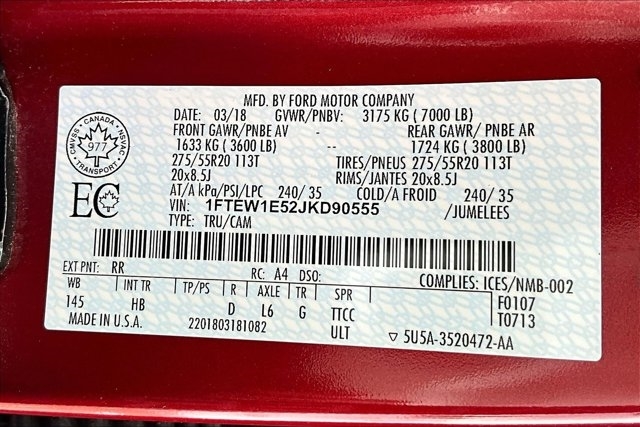 MFD. BY FORD MOTOR COMPANY
DATE: 03/18 GVWR/PNBV: 3175 KG ( 7000 LB)
FRONT GAWR/PNBE AV - REAR GAWR/ PNBE AR
1633 KG ( 3600 LB) -- 1724 KG ( 3800 LB)
275/55R20 113T TIRES/PNEUS 275/55R20 113T
20x8.5J RIMS/JANTES 20x8.5J
AT/A kPa/PSI/LPC 240/ 35 COLD/A FROID 240/ 35
VIN: 1FTEW1E52JKD90555 /JUMELEES
TYPE: TRU/CAM
CMVSS • CANADA • NSVAC
977
TRANSPORT
EC
EXT PNT: RR RC: A4 DSO: COMPLIES: ICES/NMB-002
WB INT TR TP/PS R AXLE TR SPR F0107
145 HB D L6 G TTCC T0713
MADE IN U.S.A. 2201803181082 ULT ▽ 5U5A-3520472-AA